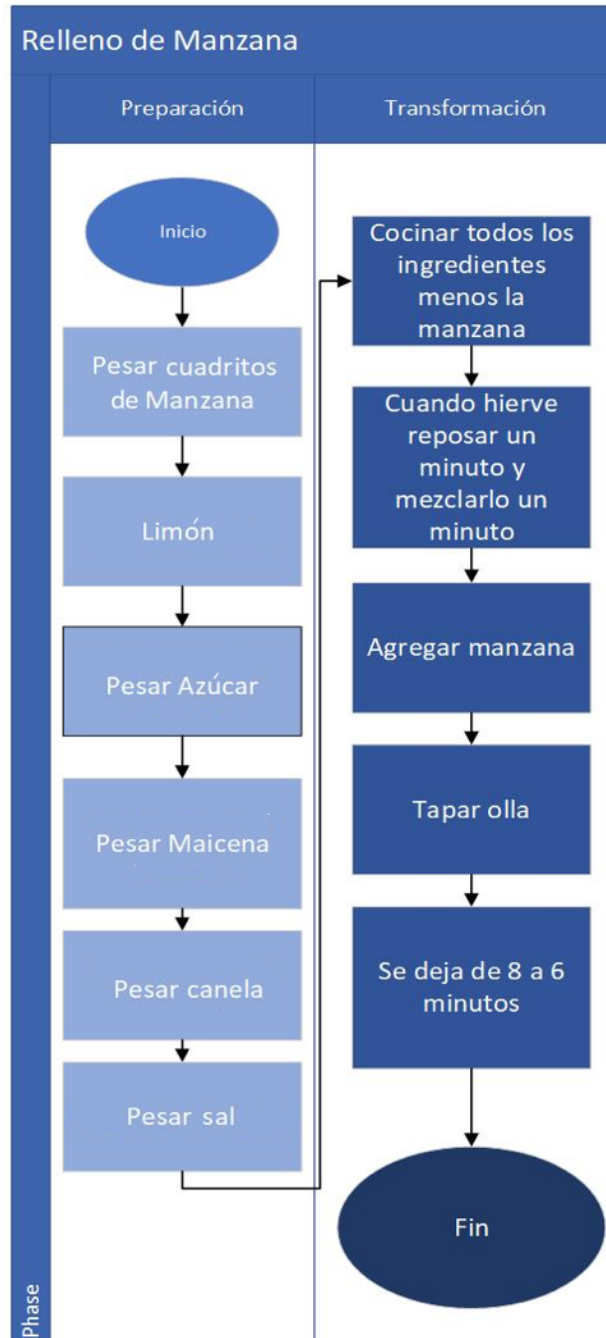 Relleno de Manzana
Preparación
Transformación
Inicio
Pesar cuadritos
de Manzana
Limón
Pesar Azúcar
Pesar Maicena
Pesar canela
Pesar sal
Cocinar todos los
ingredientes
menos la
manzana
Cuando hierve
reposar un
minuto y
mezclarlo un
minuto
Agregar manzana
Tapar olla
Se deja de 8 a 6
minutos
Fin
Phase